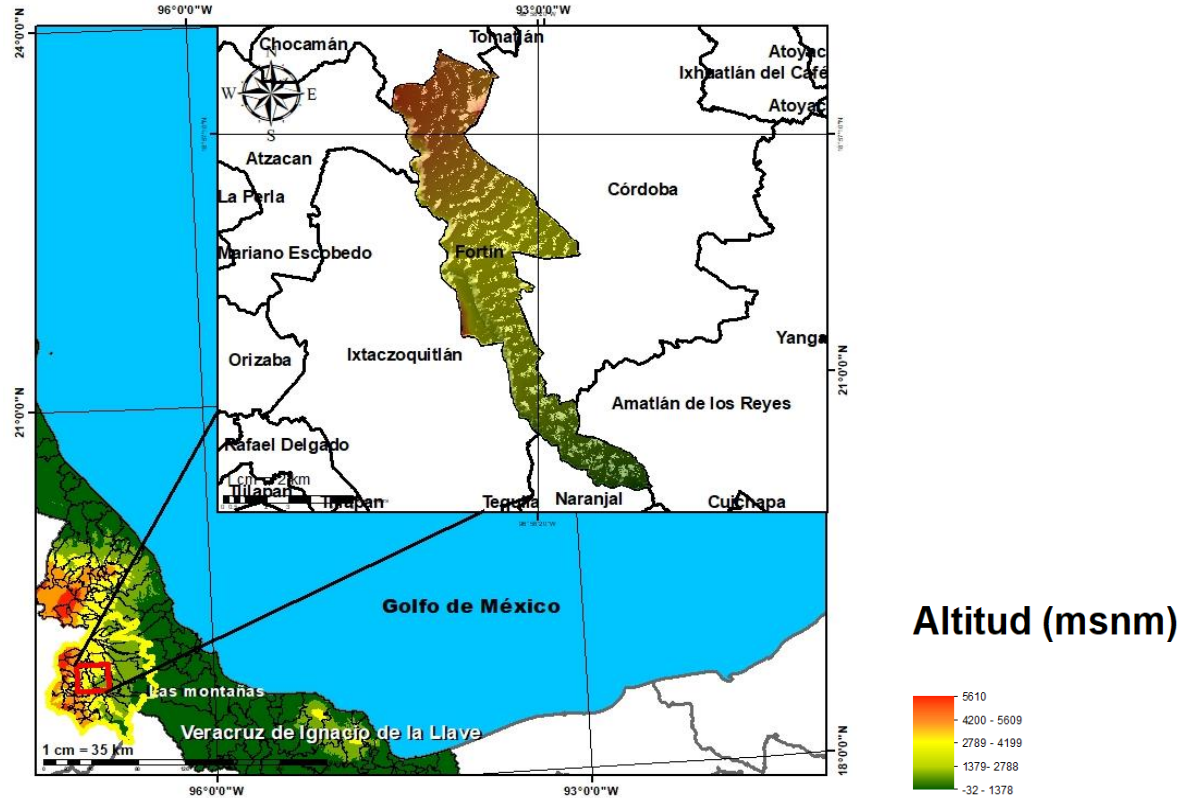 96°0'0"W
93°0'0"W
24°0'0"N
Chocamán
Tomatlán
Atoyac
Ixhuatlán del Café
Atoyac
N
W
E
S
Atzacan
La Perla
Córdoba
Mariano Escobedo
Fortín
Yanga
Orizaba
Ixtaczoquitlán
21°0'0"N
21°0'0"N
Amatlán de los Reyes
Rafael Delgado
1 cm = 2 km
Tlilapan
Tequila
Naranjal
Cuichapa
Golfo de México
Altitud (msnm)
Las montañas
Veracruz de Ignacio de la Llave
1 cm = 35 km
18°0'0"N
5610
4200 - 5609
2789 - 4199
1379- 2788
-32 - 1378
96°0'0"W
93°0'0"W